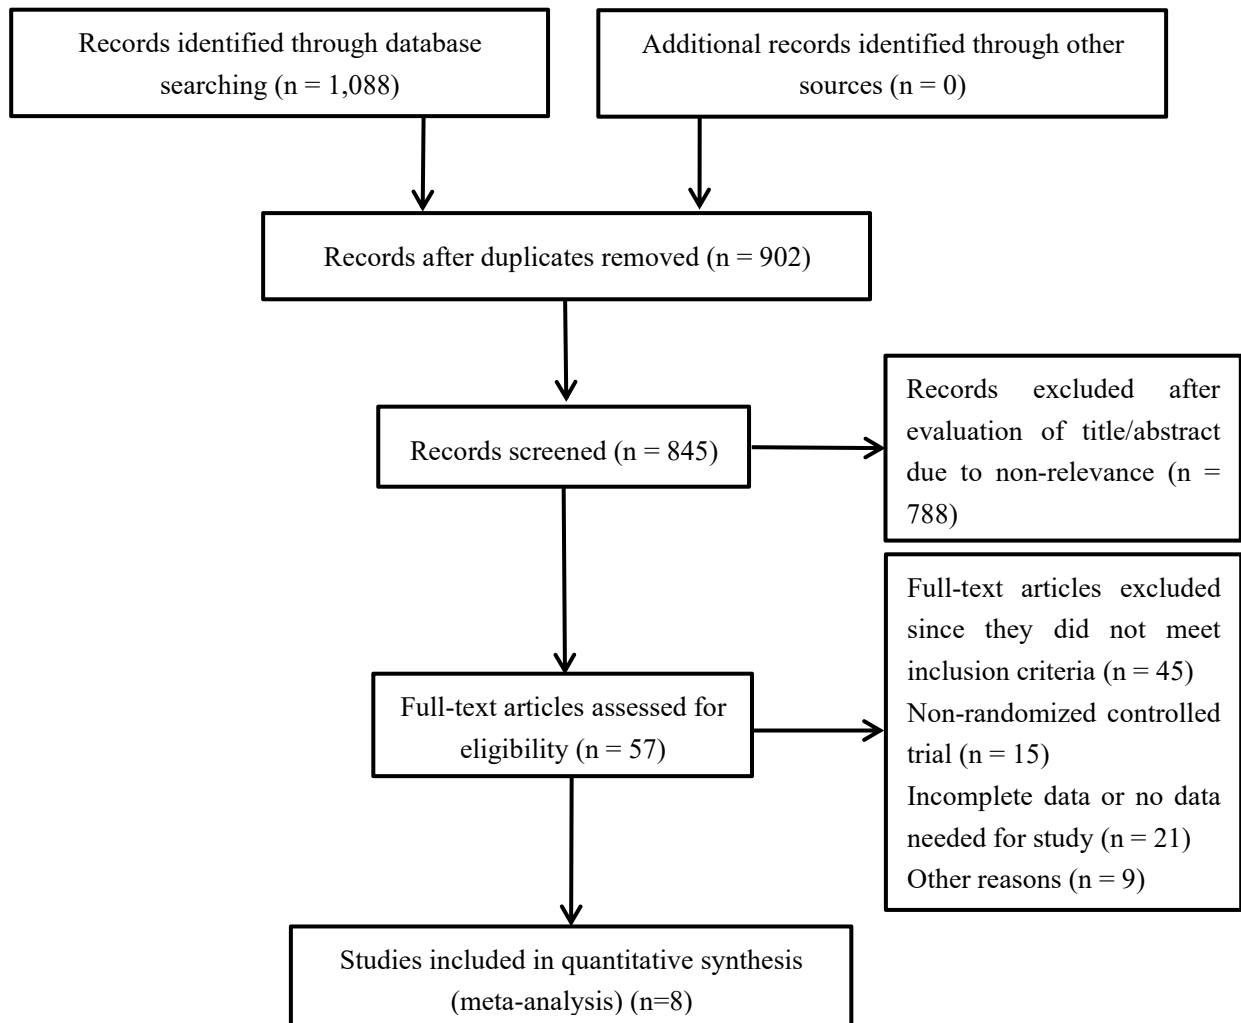 Records identified through database
searching (n = 1,088)
Additional records identified through other
sources (n = 0)
Records after duplicates removed (n = 902)
Records excluded after
evaluation of title/abstract
due to non-relevance (n =
788)
Records screened (n = 845)
Full-text articles excluded
since they did not meet
inclusion criteria (n = 45)
Non-randomized controlled
trial (n = 15)
Incomplete data or no data
needed for study (n = 21)
Other reasons (n = 9)
Full-text articles assessed for
eligibility (n = 57)
Studies included in quantitative synthesis
(meta-analysis) (n=8)